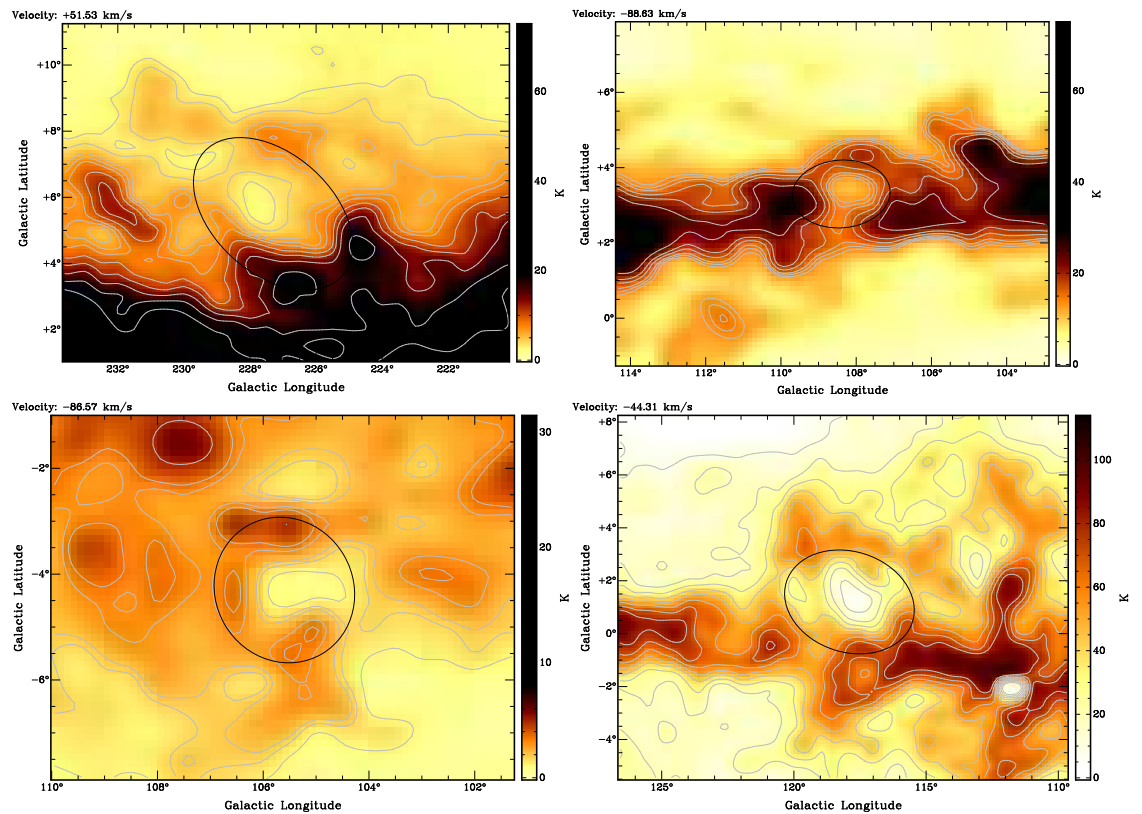 Velocity: +51.53 km/s
+10°
+8°
+6°
+4°
+2°
Galactic Latitude
232° 230° 228° 226° 224° 222°
Galactic Longitude
60
40
20
0
K
Velocity: −88.63 km/s
+6°
+4°
+2°
0°
Galactic Latitude
114° 112° 110° 108° 106° 104°
Galactic Longitude
60
40
20
0
K
Velocity: −86.57 km/s
−2°
−4°
−6°
Galactic Latitude
110° 108° 106° 104° 102°
Galactic Longitude
30
20
10
0
K
Velocity: −44.31 km/s
+8°
+6°
+4°
+2°
0°
−2°
−4°
Galactic Latitude
125° 120° 115° 110°
Galactic Longitude
100
80
60
40
20
0
K